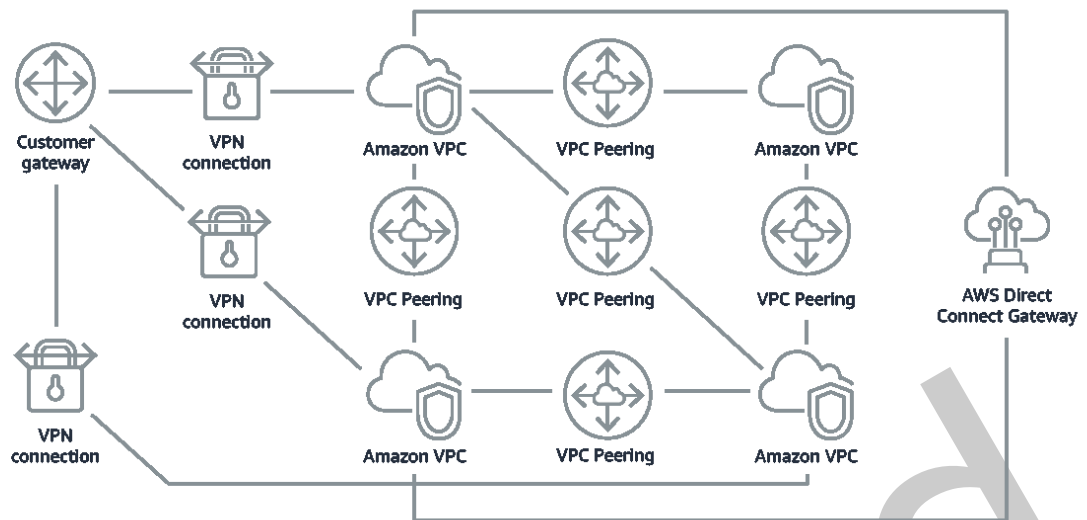 Customer
gateway
VPN
connection
Amazon VPC
VPC Peering
Amazon VPC
VPN
connection
VPC Peering
VPC Peering
VPC Peering
AWS Direct
Connect Gateway
VPN
connection
Amazon VPC
VPC Peering
Amazon VPC